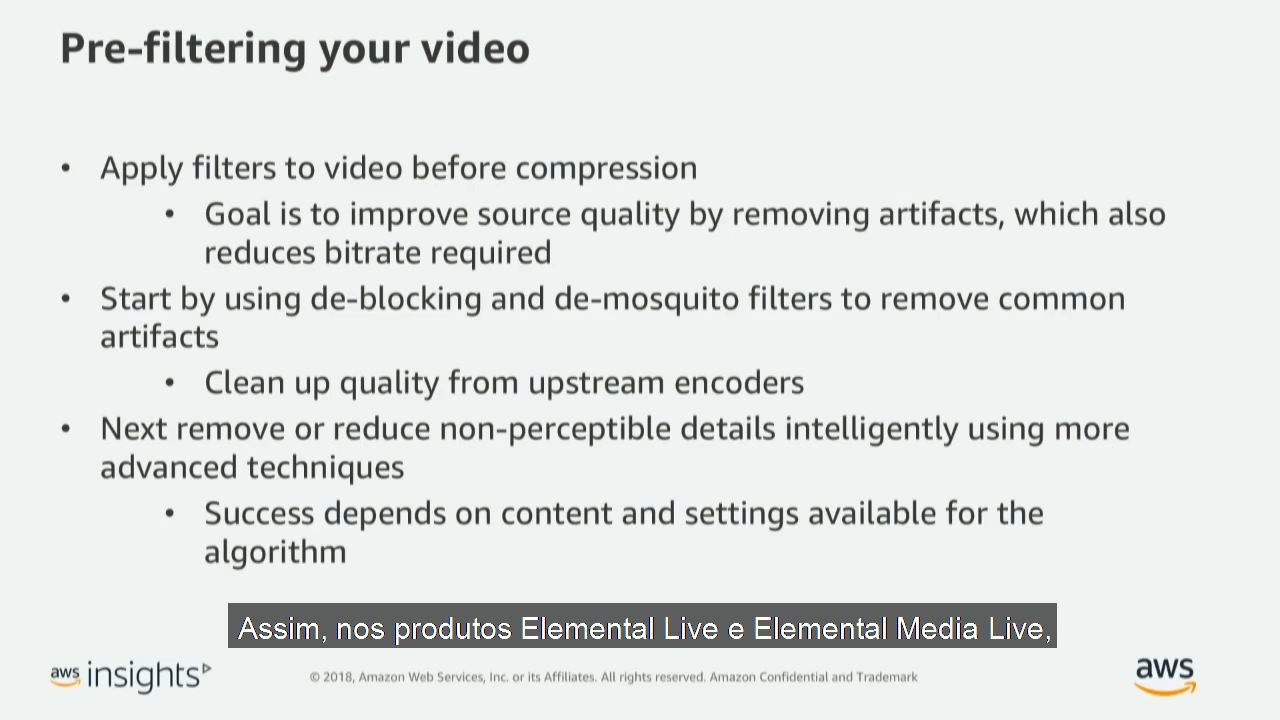 Pre-filtering your video
• Apply filters to video before compression
• Goal is to improve source quality by removing artifacts, which also
reduces bitrate required
• Start by using de-blocking and de-mosquito filters to remove common
artifacts
• Clean up quality from upstream encoders
• Next remove or reduce non-perceptible details intelligently using more
advanced techniques
• Success depends on content and settings available for the
algorithm
Assim, nos produtos Elemental Live e Elemental Media Live,
aws insights
© 2018, Amazon Web Services, Inc. or its Affiliates. All rights reserved. Amazon Confidential and Trademark
aws